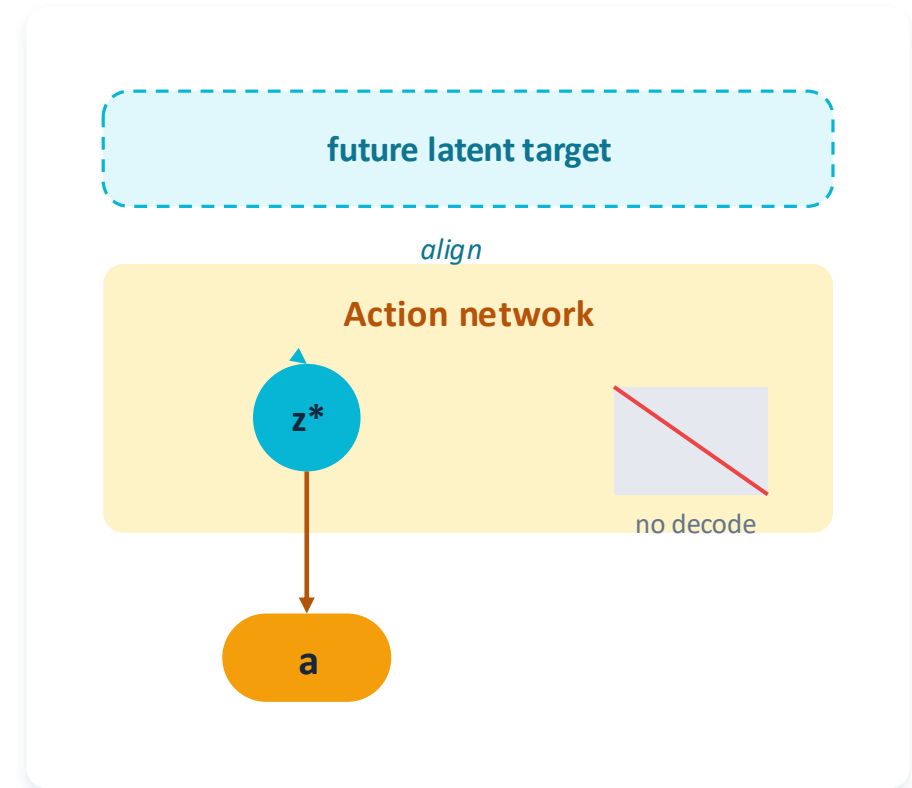 future latent target
align
Action network
z*
no decode
a